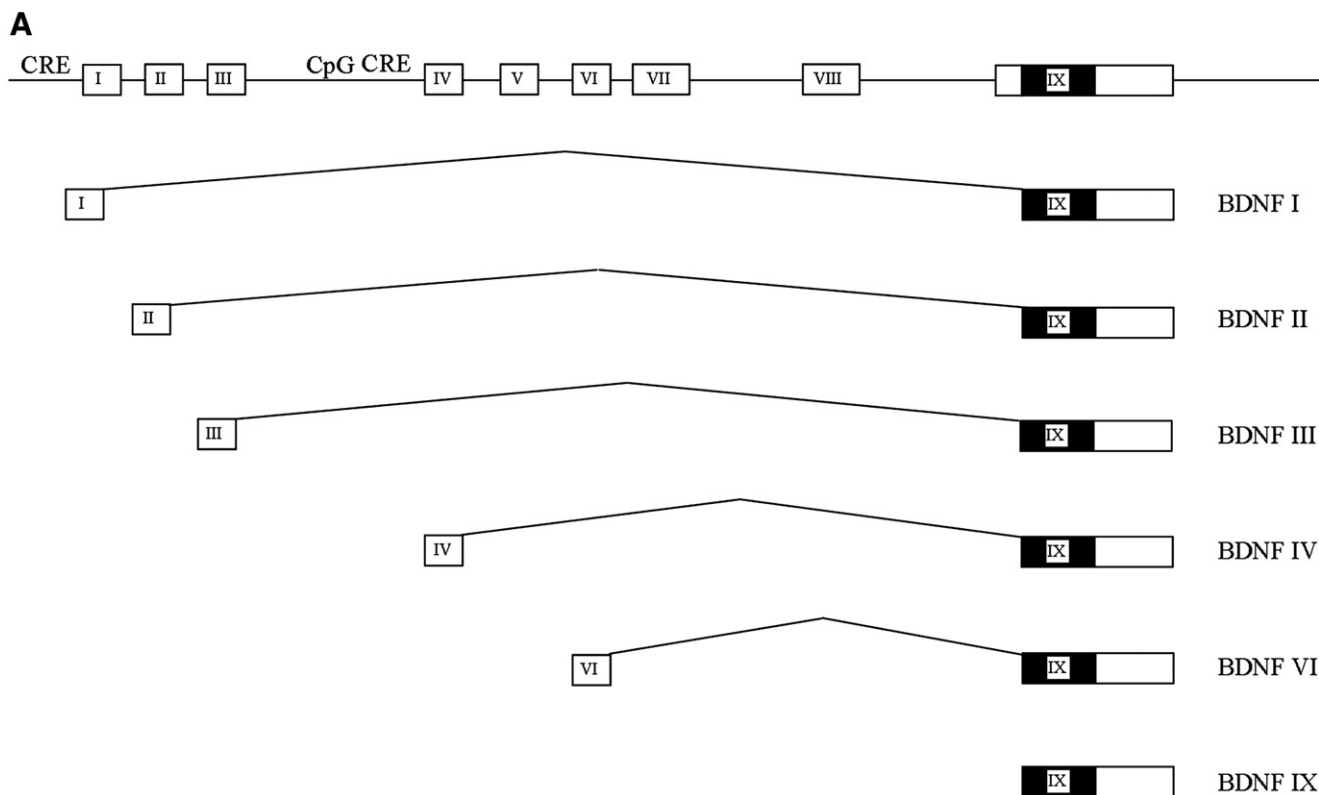 A
CRE I II III CpG CRE IV V VI VII VIII IX
I IX BDNF I
II IX BDNF II
III IX BDNF III
IV IX BDNF IV
VI IX BDNF VI
IX BDNF IX